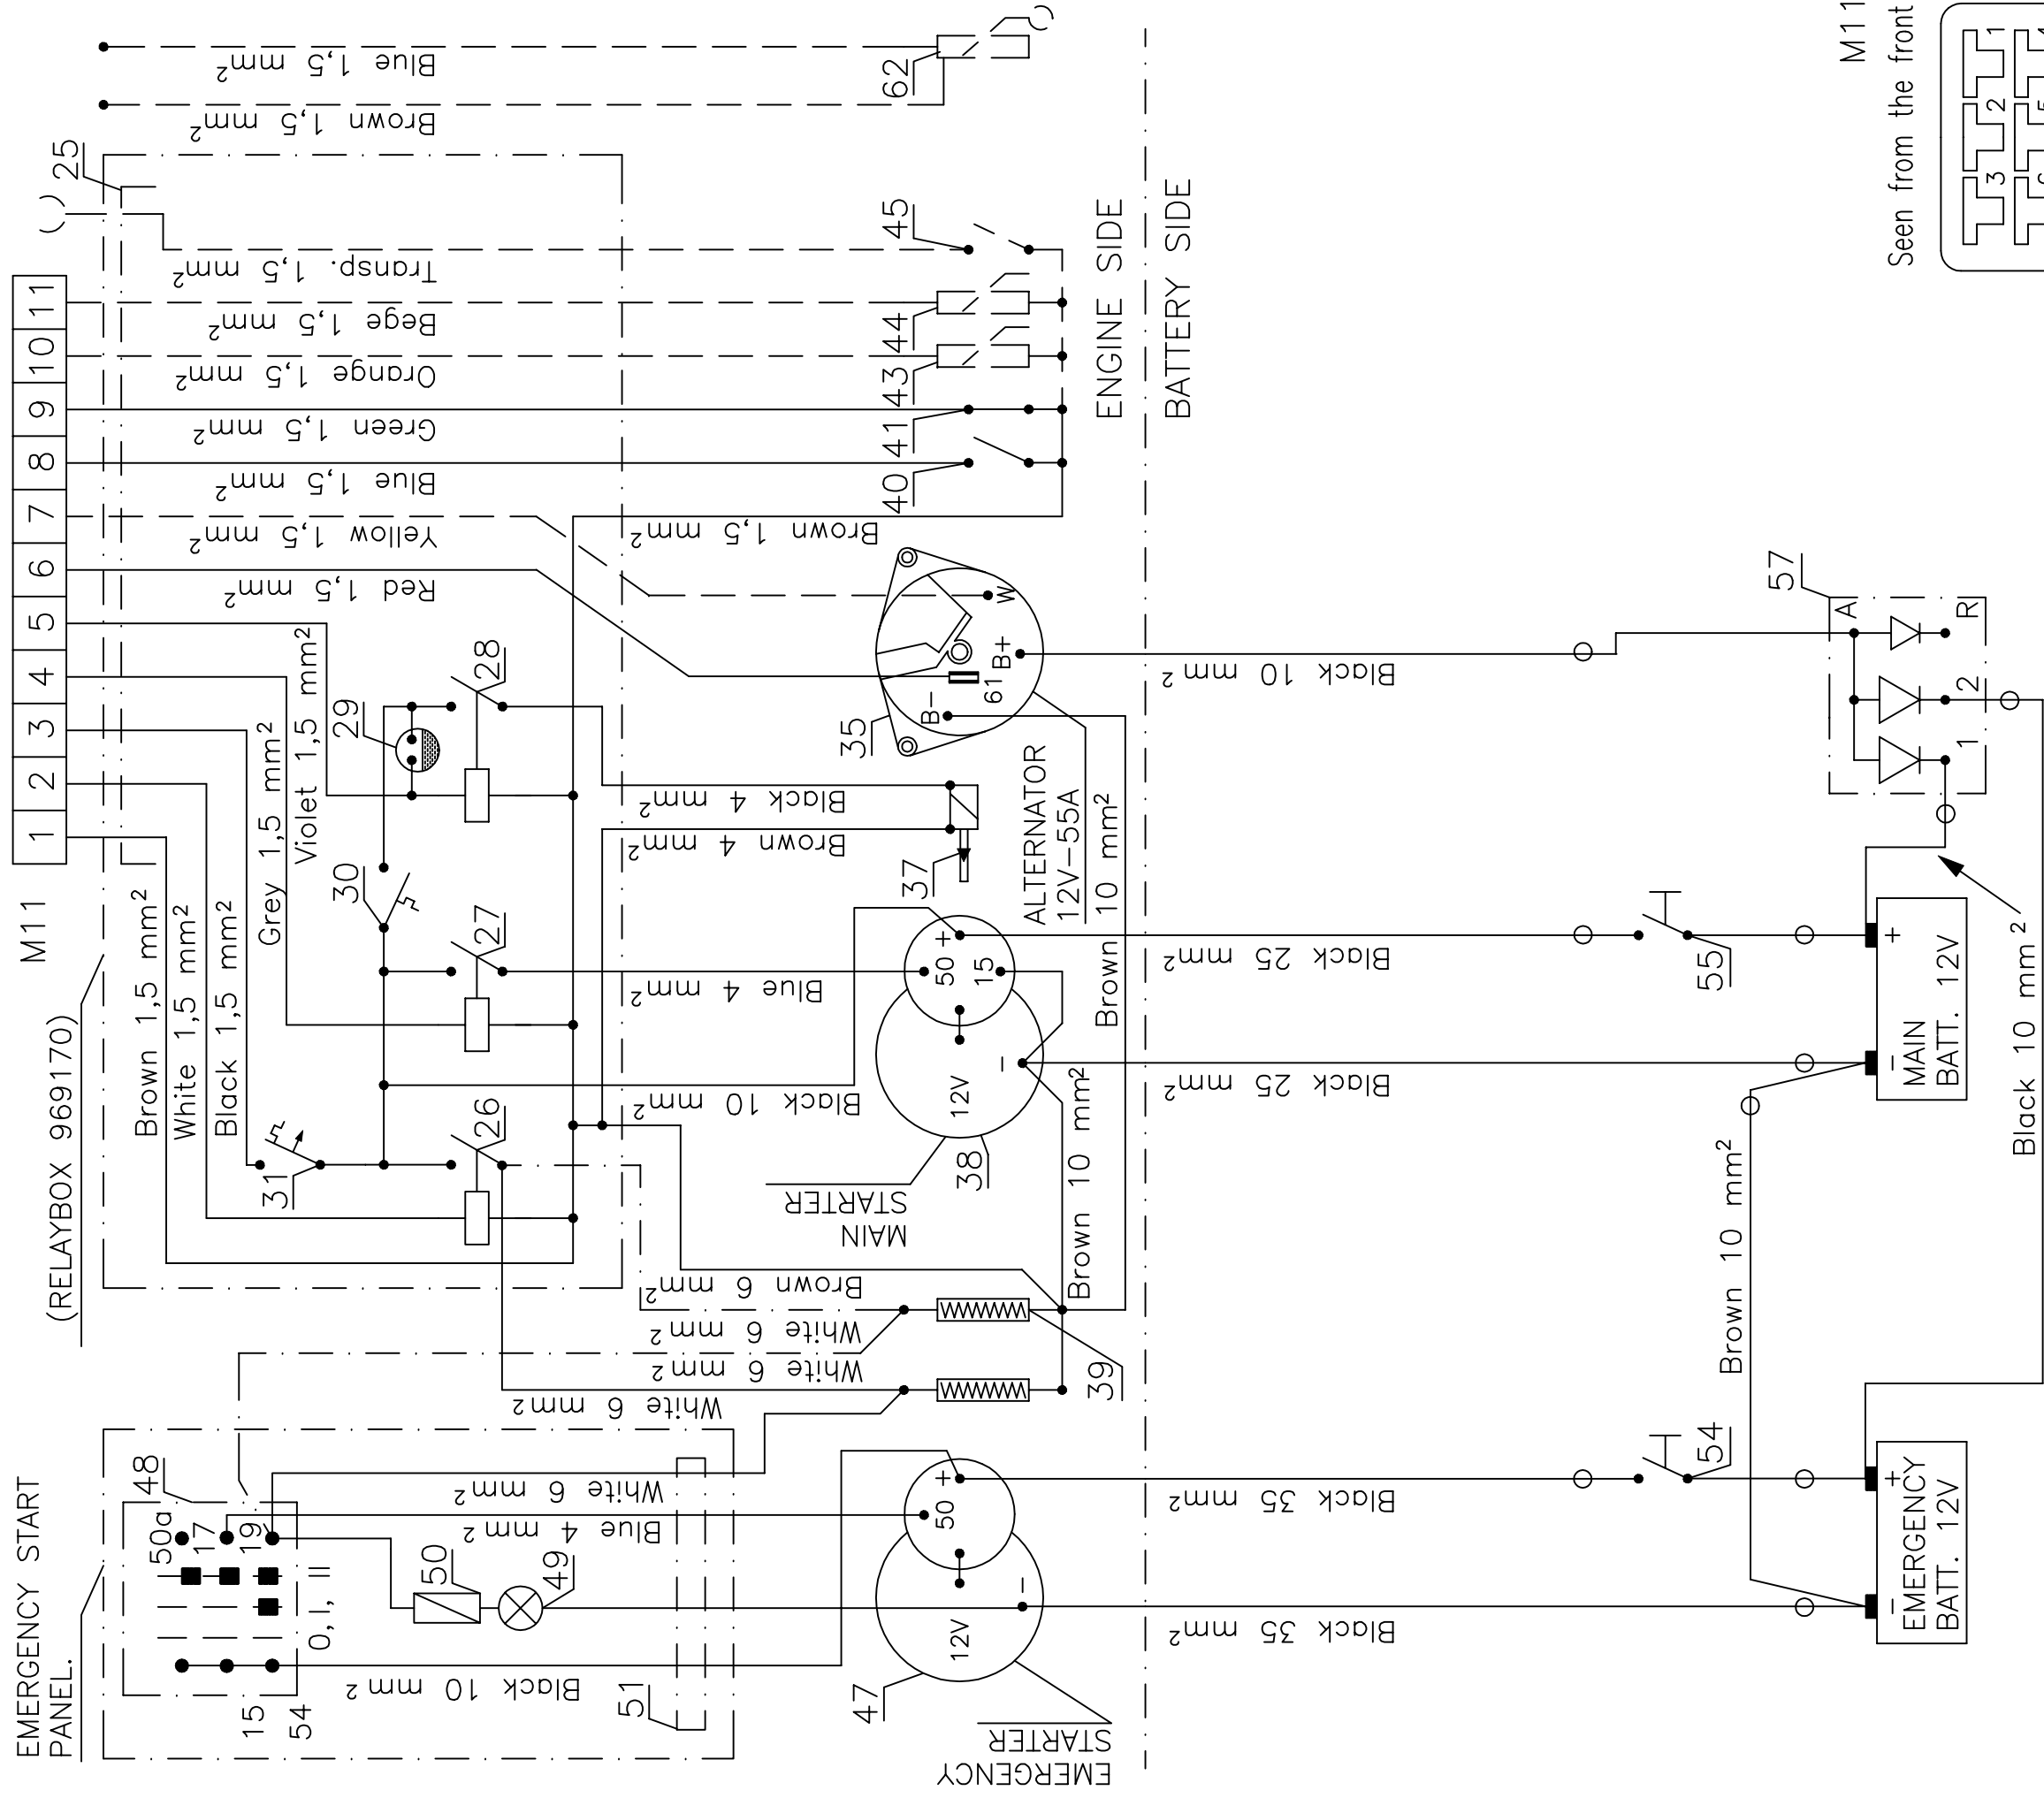 M11
1 2 3 4 5 6 7 8 9 10 11
(RELAYBOX 9691170)
25
Brown 1,5 mm²
White 1,5 mm²
Black 1,5 mm²
Grey 1,5 mm²
Violet 1,5 mm²
Red 1,5 mm²
Yellow 1,5 mm²
Blue 1,5 mm²
Green 1,5 mm²
Orange 1,5 mm²
Bege 1,5 mm²
Transp. 1,5 mm²
Brown 1,5 mm²
Blue 1,5 mm²
31
30
29
26
27
28
Black 10 mm²
Blue 4 mm²
Brown 4 mm²
Black 4 mm²
Brown 1,5 mm²
Brown 6 mm²
White 6 mm²
White 6 mm²
White 6 mm²
EMERGENCY START
PANEL.
48
50a
17
19
0,I,II
15
54
50
49
51
White 6 mm²
Blue 4 mm²
Black 10 mm²
47
50 +
12V
-
EMERGENCY
STARTER
39
MAIN
STARTER
38
50 +
15
12V
-
37
35
B-
61
B+
W
ALTERNATOR
12V-55A
Brown 10 mm²
Brown 10 mm²
40
41
43
44
45
62
ENGINE SIDE
BATTERY SIDE
Black 35 mm²
Black 35 mm²
Black 25 mm²
Black 25 mm²
Black 10 mm²
54
55
57
A
1 2 R
Brown 10 mm²
- +
EMERGENCY
BATT. 12V
- +
MAIN
BATT. 12V
Black 10 mm²
M11
Seen from the front
3 2 1